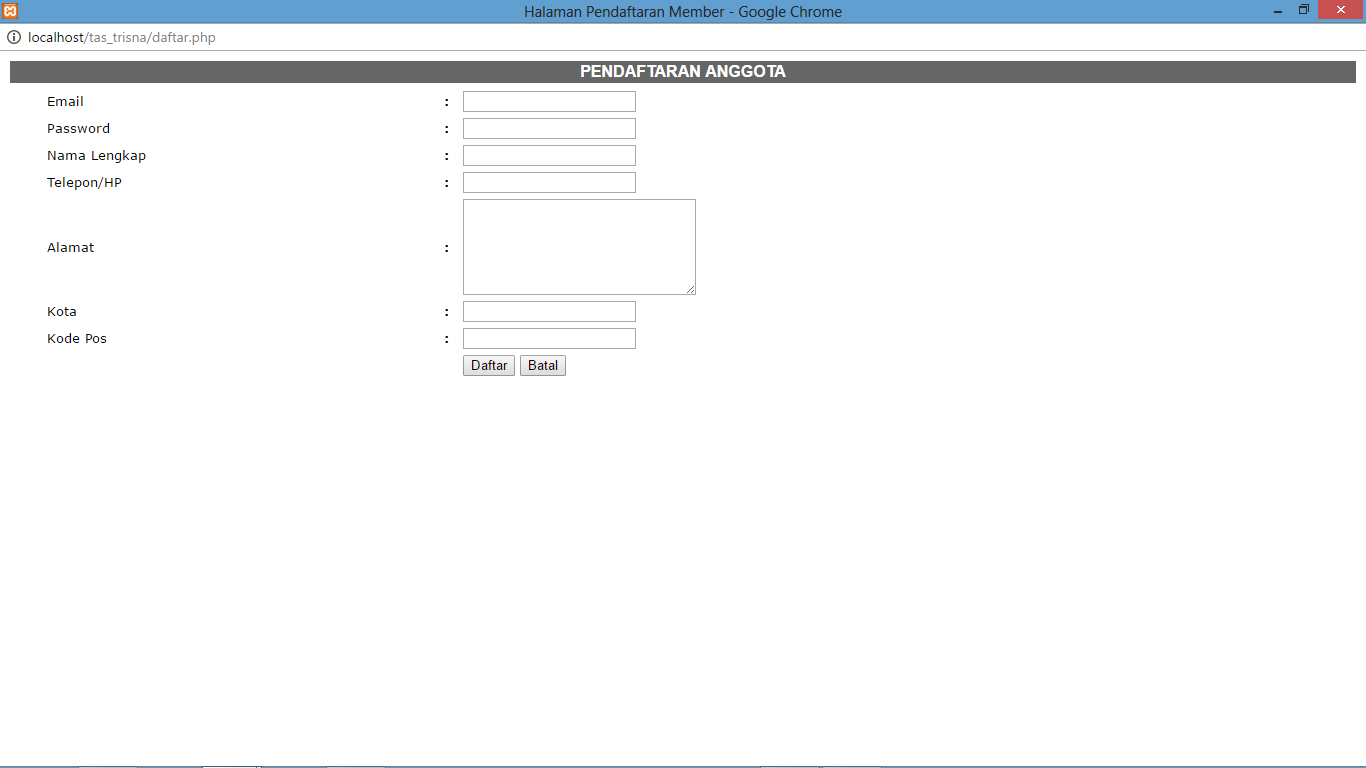 Halaman Pendaftaran Member - Google Chrome
localhost/tas_trisna/daftar.php
PENDAFTARAN ANGGOTA
Email :
Password :
Nama Lengkap :
Telepon/HP :
Alamat :
Kota :
Kode Pos :
Daftar Batal